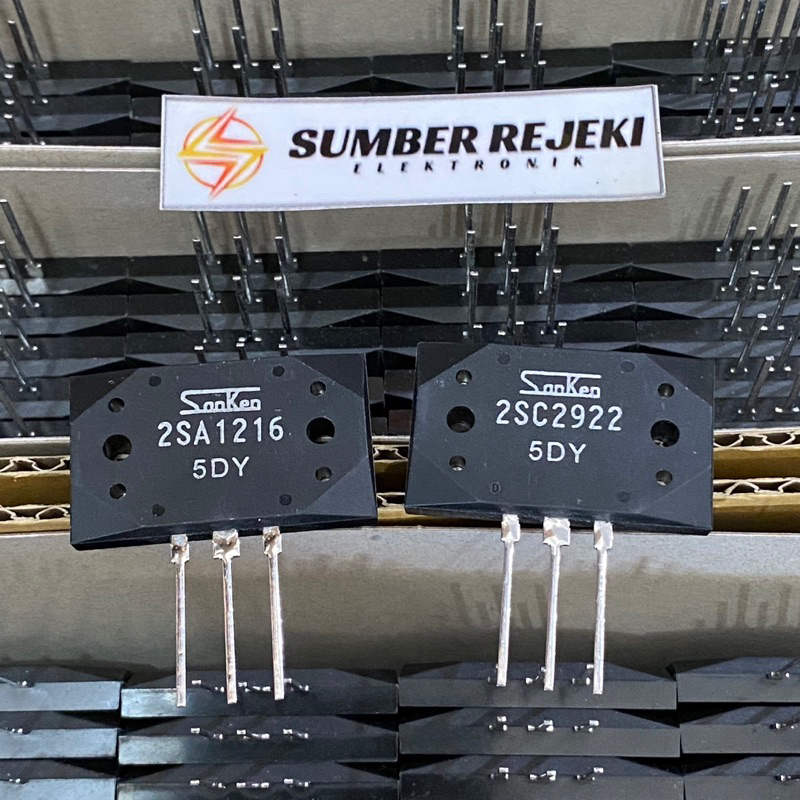 SUMBER REJEKI
ELEKTRONIK
SanKen
2SA1216
5DY
SanKen
2SC2922
5DY
D